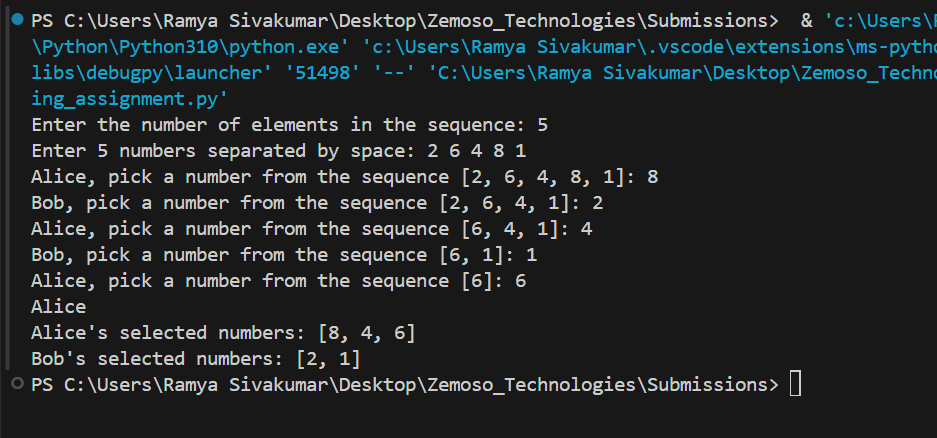 PS C:\Users\Ramya Sivakumar\Desktop\Zemoso_Technologies\Submissions>  & 'c:\Users\
\Python\Python310\python.exe' 'c:\Users\Ramya Sivakumar\.vscode\extensions\ms-pytho
libs\debugpy\launcher' '51498' '--' 'C:\Users\Ramya Sivakumar\Desktop\Zemoso_Techno
ing_assignment.py'
Enter the number of elements in the sequence: 5
Enter 5 numbers separated by space: 2 6 4 8 1
Alice, pick a number from the sequence [2, 6, 4, 8, 1]: 8
Bob, pick a number from the sequence [2, 6, 4, 1]: 2
Alice, pick a number from the sequence [6, 4, 1]: 4
Bob, pick a number from the sequence [6, 1]: 1
Alice, pick a number from the sequence [6]: 6
Alice
Alice's selected numbers: [8, 4, 6]
Bob's selected numbers: [2, 1]
PS C:\Users\Ramya Sivakumar\Desktop\Zemoso_Technologies\Submissions>